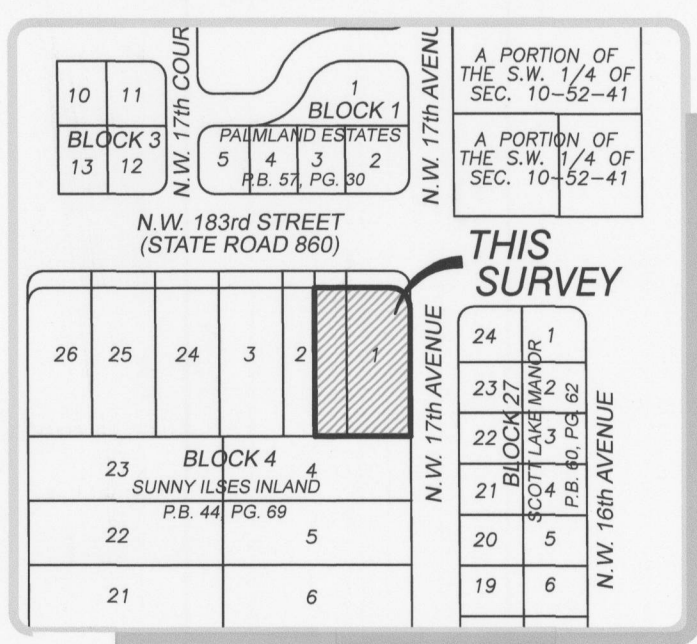 N.W. 17th COUR
N.W. 17th AVENU
A PORTION OF
THE S.W. 1/4 OF
SEC. 10-52-41
10 11
BLOCK 3
13 12
1
BLOCK 1
PALMLAND ESTATES
5 4 3 2
P.B. 57, PG. 30
A PORTION OF
THE S.W. 1/4 OF
SEC. 10-52-41
N.W. 183rd STREET
(STATE ROAD 860)
THIS
SURVEY
26 25 24 3 2 1
N.W. 17th AVENUE
23 4
BLOCK 4
SUNNY ILSES INLAND
P.B. 44, PG. 69
22 5
21 6
24 1
23 2
22 3
21 4
20 5
19 6
BLOCK 27
SCOTT LAKE MANOR
P.B. 60, PG. 62
N.W. 16th AVENUE